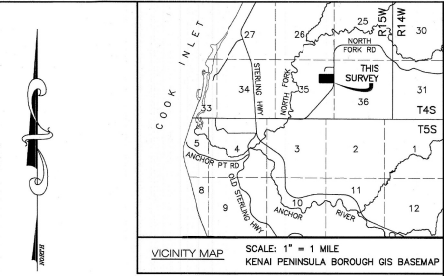 NORTH
COOK INLET
27
26
25
R15W
R14W
30
NORTH
FORK RD
STERLING HWY
NORTH FORK
THIS
SURVEY
33
34
35
36
31
T4S
T5S
5
4
3
2
1
ANCHOR PT RD
8
9
OLD STERLING HWY
10
11
12
ANCHOR RIVER
VICINITY MAP
SCALE: 1" = 1 MILE
KENAI PENINSULA BOROUGH GIS BASEMAP